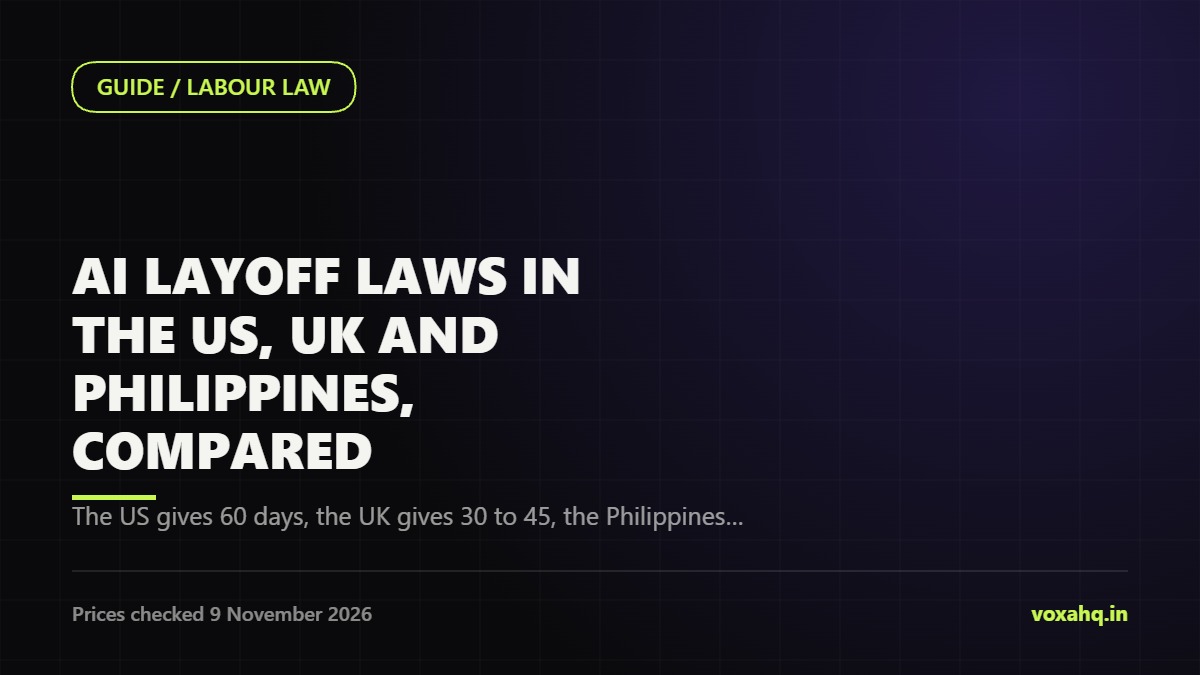 GUIDE / LABOUR LAW
AI LAYOFF LAWS IN
THE US, UK AND
PHILIPPINES,
COMPARED
The US gives 60 days, the UK gives 30 to 45, the Philippines...
Prices checked 9 November 2026
voxahq.in